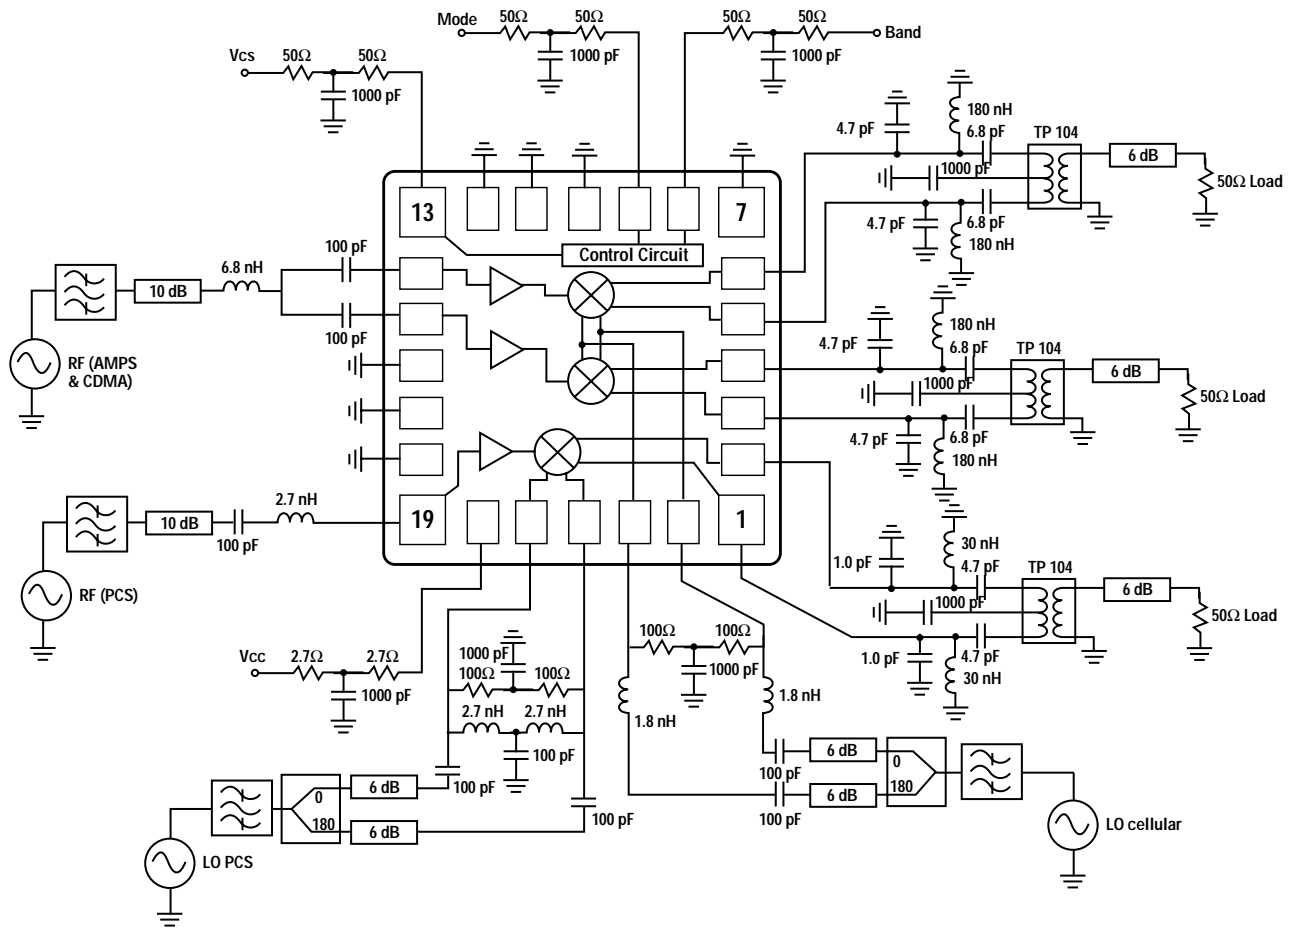 Mode
50Ω
50Ω
1000 pF
50Ω
50Ω
Band
1000 pF
Vcs
50Ω
50Ω
1000 pF
180 nH
4.7 pF
6.8 pF
TP 104
6 dB
1000 pF
50Ω Load
4.7 pF
6.8 pF
180 nH
13
7
Control Circuit
100 pF
6.8 nH
10 dB
100 pF
RF (AMPS
& CDMA)
180 nH
4.7 pF
6.8 pF
TP 104
6 dB
1000 pF
50Ω Load
4.7 pF
6.8 pF
180 nH
2.7 nH
10 dB
100 pF
19
1
RF (PCS)
30 nH
1.0 pF
4.7 pF
TP 104
6 dB
1000 pF
50Ω Load
1.0 pF
4.7 pF
30 nH
Vcc
2.7Ω
2.7Ω
1000 pF
1000 pF
100Ω
100Ω
2.7 nH
2.7 nH
100 pF
100Ω
100Ω
1000 pF
1.8 nH
1.8 nH
100 pF
6 dB
0
180
100 pF
6 dB
LO cellular
0
6 dB
100 pF
180
6 dB
100 pF
LO PCS